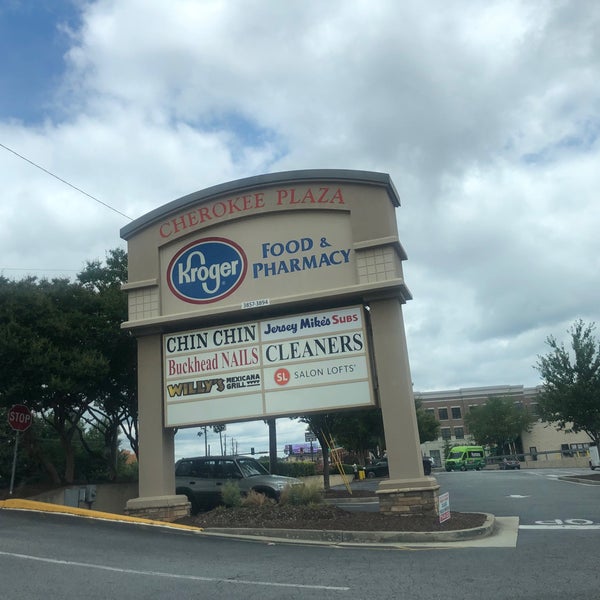 CHEROKEE PLAZA
Kroger
FOOD &
PHARMACY
3857-3894
CHIN CHIN
Jersey Mike's SUBS
Buckhead NAILS
CLEANERS
WILLY'S MEXICANA
GRILL
SL SALON LOFTS
STOP